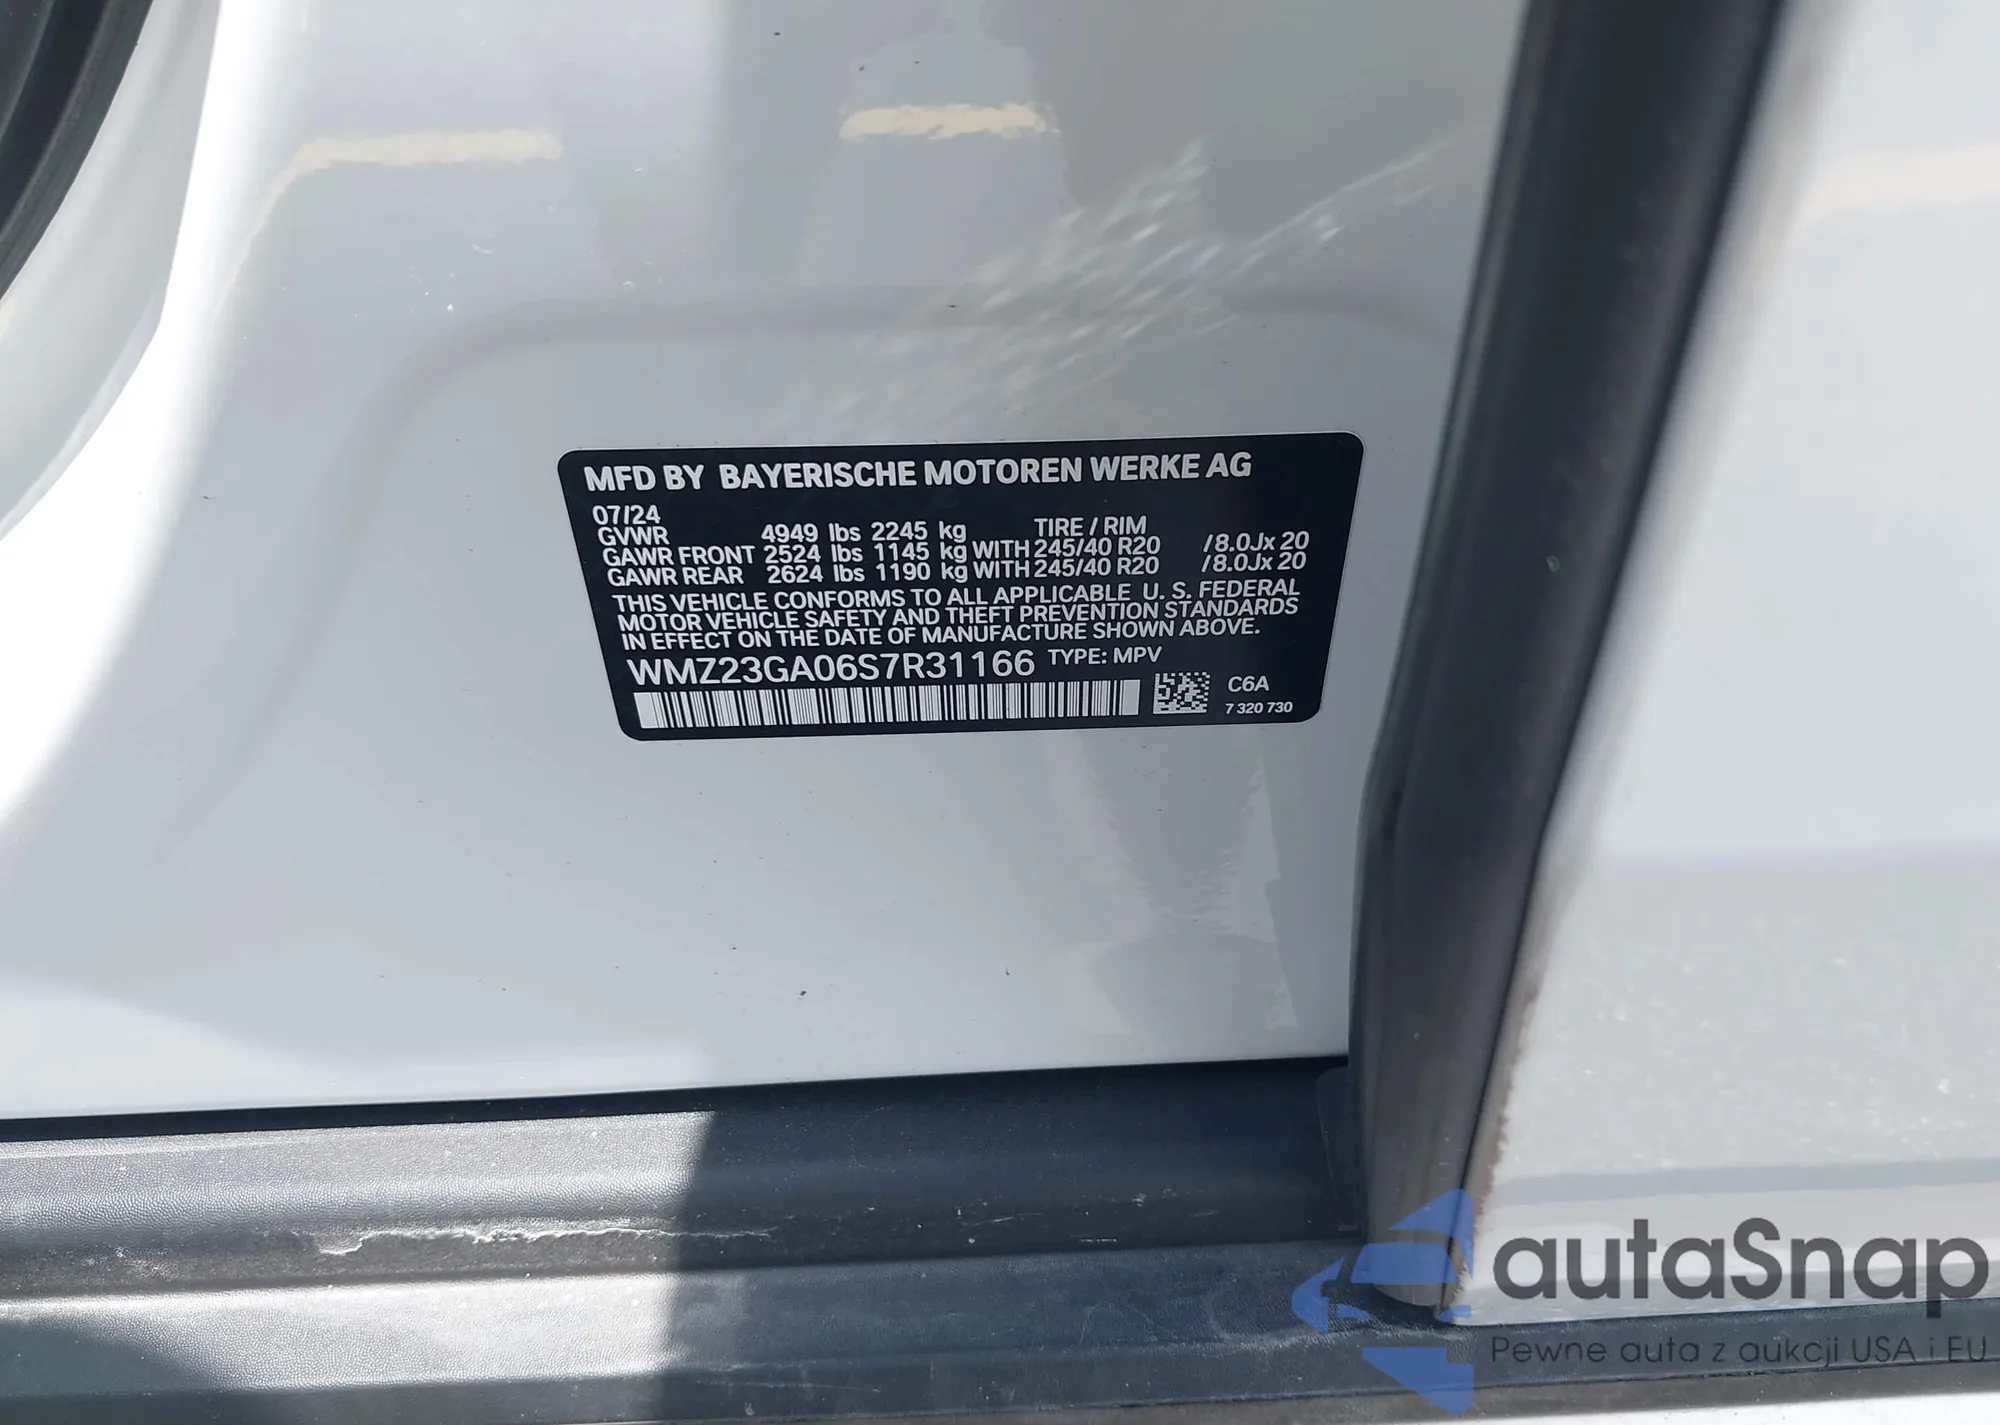 MFD BY BAYERISCHE MOTOREN WERKE AG
07/24
GVWR 4949 lbs 2245 kg TIRE / RIM
GAWR FRONT 2524 lbs 1145 kg WITH 245/40 R20 /8.0Jx 20
GAWR REAR 2624 lbs 1190 kg WITH 245/40 R20 /8.0Jx 20
THIS VEHICLE CONFORMS TO ALL APPLICABLE U. S. FEDERAL
MOTOR VEHICLE SAFETY AND THEFT PREVENTION STANDARDS
IN EFFECT ON THE DATE OF MANUFACTURE SHOWN ABOVE.
WMZ23GA06S7R31166 TYPE: MPV
C6A
7 320 730
autaSnap
Pewne auta z aukcji USA i EU